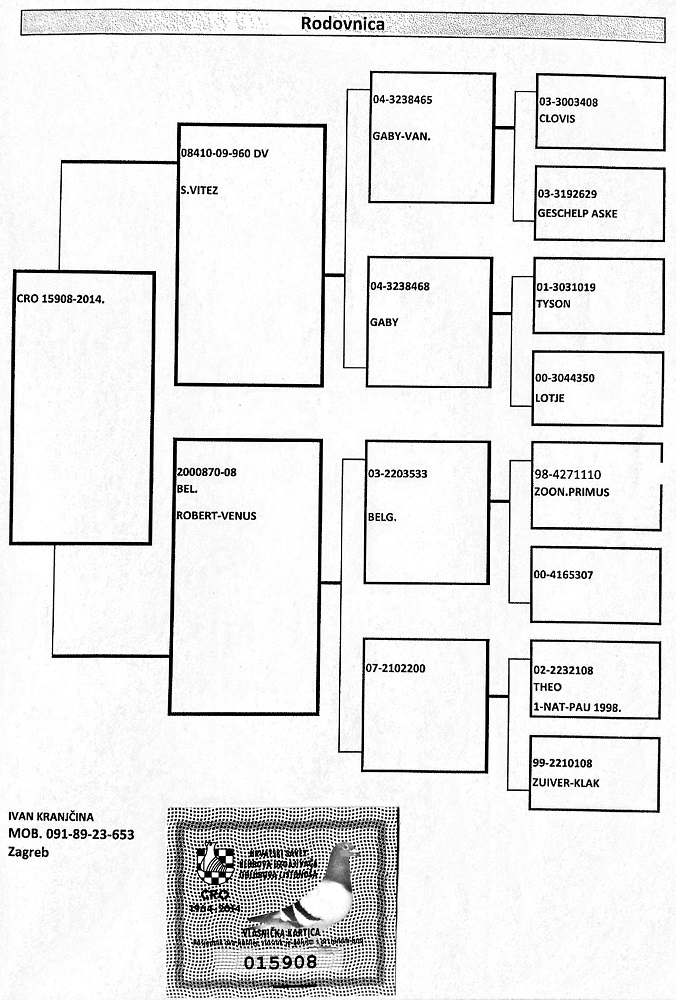 Rodovnica
CRO 15908-2014.
08410-09-960 DV
S.VITEZ
2000870-08
BEL.
ROBERT-VENUS
04-3238465
GABY-VAN.
04-3238468
GABY
03-2203533
BELG.
07-2102200
03-3003408
CLOVIS
03-3192629
GESCHELP ASKE
01-3031019
TYSON
00-3044350
LOTJE
98-4271110
ZOON.PRIMUS
00-4165307
02-2232108
THEO
1-NAT-PAU 1998.
99-2210108
ZUIVER-KLAK
IVAN KRANJČINA
MOB. 091-89-23-653
Zagreb
HRVATSKI SAVEZ
LISTONOŠA
CRO
VLASNIČKA KARTICA
015908